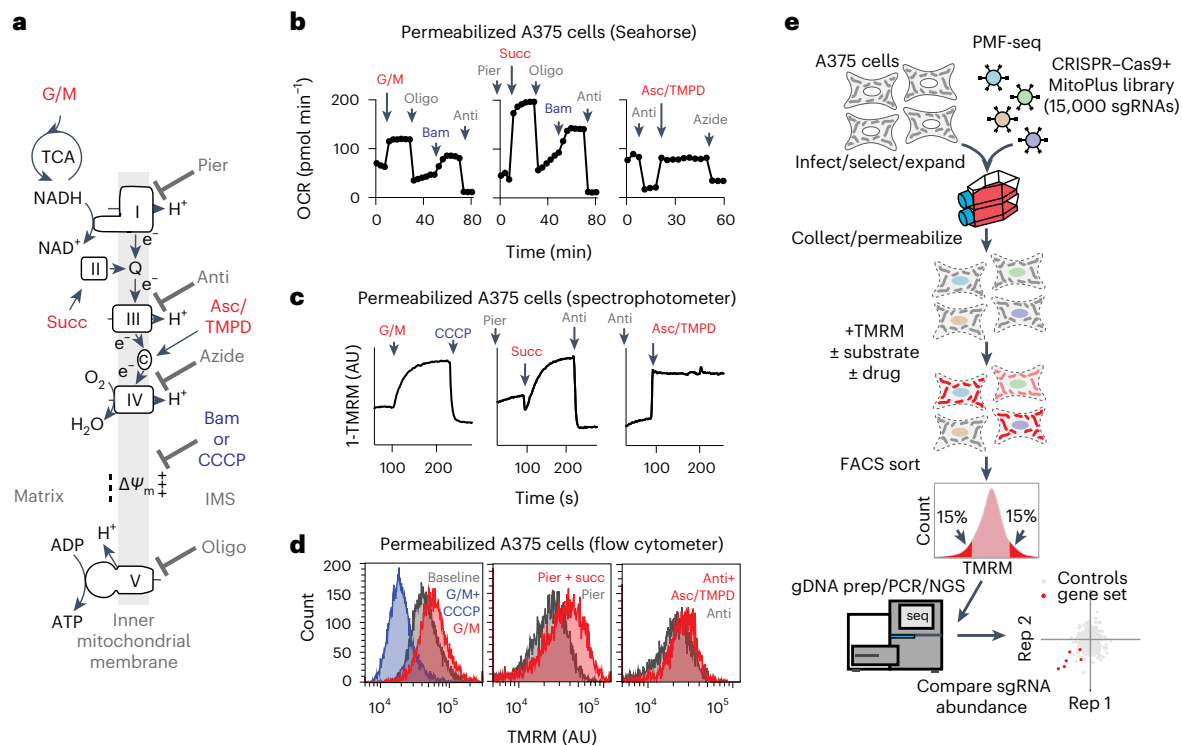 a
G/M
TCA
NADH
NAD+
Pier
I
H+
e−
II
Q
e−
Succ
Anti
III
H+
Asc/
TMPD
e−
C
e−
Azide
O2
IV
H+
H2O
Bam
or
CCCP
Matrix
ΔΨm
IMS
H+
ADP
Oligo
V
ATP
Inner
mitochondrial
membrane
b
Permeabilized A375 cells (Seahorse)
OCR (pmol min−1)
200
100
0
G/M
Oligo
Bam
Anti
0 40 80
Pier
Succ
Oligo
Bam
Anti
0 40 80
Asc/TMPD
Anti
Azide
0 30 60
Time (min)
c
Permeabilized A375 cells (spectrophotometer)
1-TMRM (AU)
G/M
CCCP
100 200
Pier
Succ
Anti
100 200
Anti
Asc/TMPD
100 200
Time (s)
d
Permeabilized A375 cells (flow cytometer)
Count
200
150
100
50
0
Baseline
G/M+
CCCP
G/M
10^4 10^5
Pier + succ
Pier
10^4 10^5
Anti+
Asc/TMPD
Anti
10^4 10^5
TMRM (AU)
e
PMF-seq
A375 cells
CRISPR–Cas9+
MitoPlus library
(15,000 sgRNAs)
Infect/select/expand
Collect/permeabilize
+TMRM
± substrate
± drug
FACS sort
Count
15%
15%
TMRM
gDNA prep/PCR/NGS
seq
Controls
gene set
Rep 2
Rep 1
Compare sgRNA
abundance